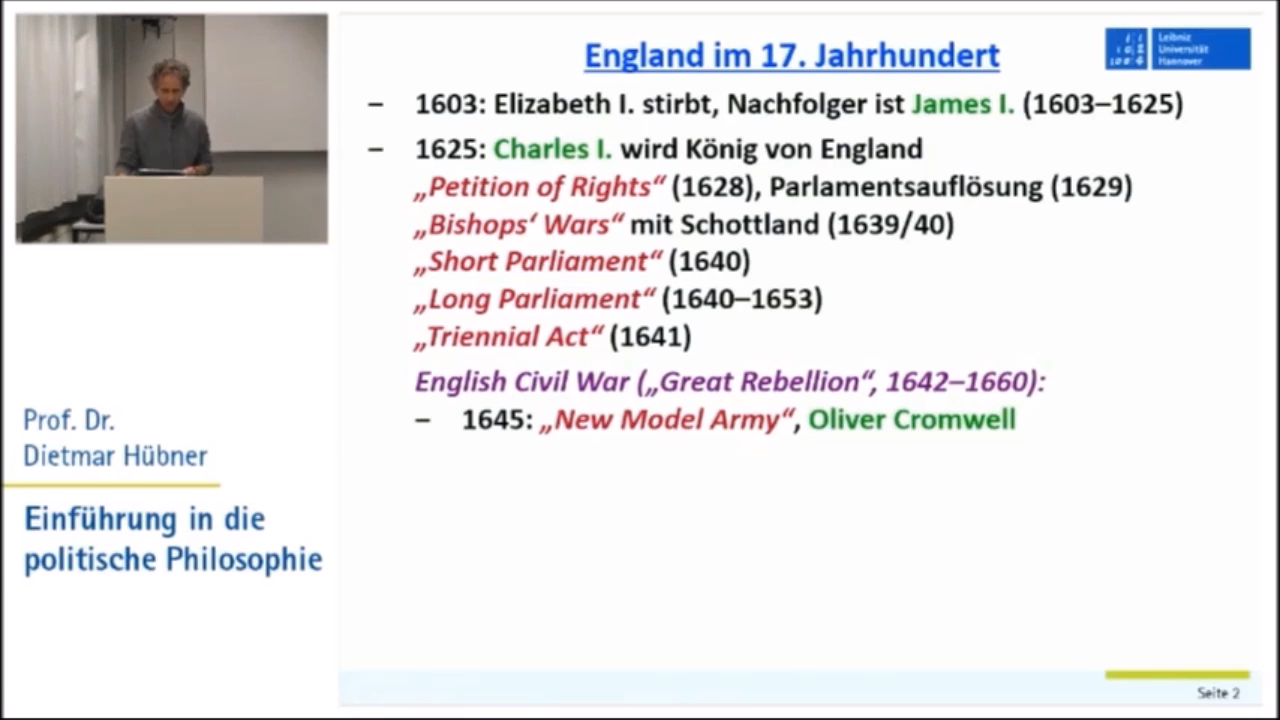 England im 17. Jahrhundert
Leibniz
Universität
Hannover
– 1603: Elizabeth I. stirbt, Nachfolger ist James I. (1603–1625)
– 1625: Charles I. wird König von England
„Petition of Rights“ (1628), Parlamentsauflösung (1629)
„Bishops‘ Wars“ mit Schottland (1639/40)
„Short Parliament“ (1640)
„Long Parliament“ (1640–1653)
„Triennial Act“ (1641)
English Civil War („Great Rebellion“, 1642–1660):
– 1645: „New Model Army“, Oliver Cromwell
Prof. Dr.
Dietmar Hübner
Einführung in die
politische Philosophie
Seite 2